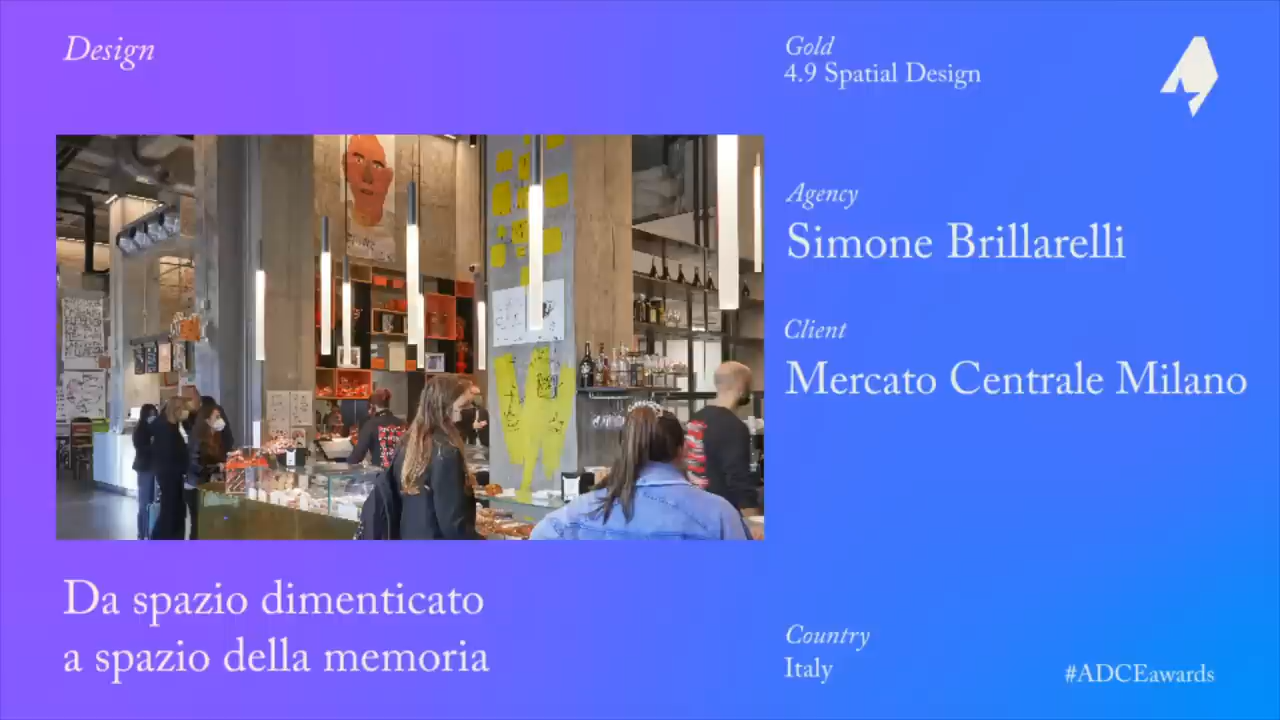 Design
Gold
4.9 Spatial Design
Agency
Simone Brillarelli
Client
Mercato Centrale Milano
Da spazio dimenticato
a spazio della memoria
Country
Italy
#ADCEawards